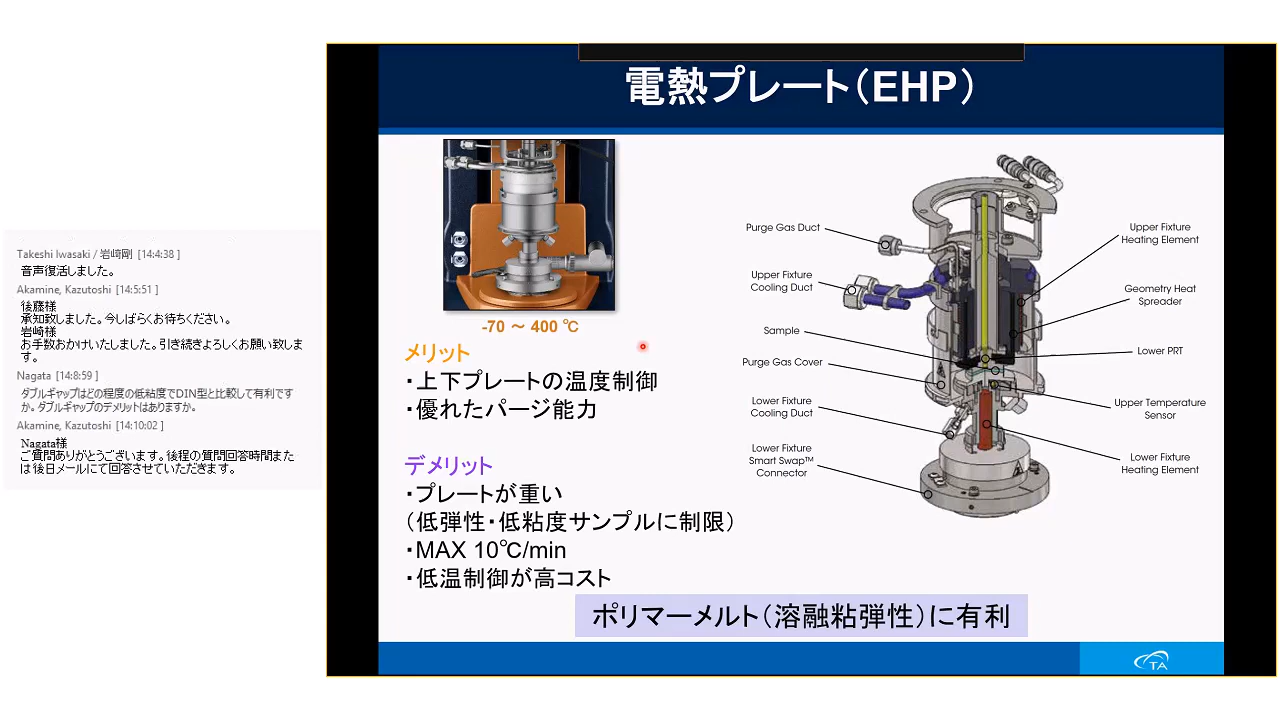 Takeshi Iwasaki / 岩﨑剛 [14:4:38 ]
音声復活しました。
Akamine, Kazutoshi [14:5:51 ]
後藤様
承知致しました。今しばらくお待ちください。
岩崎様
お手数おかけいたしました。引き続きよろしくお願い致しま
す。
Nagata [14:8:59 ]
ダブルギャップはどの程度の低粘度でDIN型と比較して有利です
か。ダブルギャップのデメリットはありますか。
Akamine, Kazutoshi [14:10:02 ]
Nagata様
ご質問ありがとうございます。後程の質問回答時間また
は後日メールにて回答させていただきます。
電熱プレート（EHP）
-70 ～ 400 ℃
メリット
・上下プレートの温度制御
・優れたパージ能力
デメリット
・プレートが重い
（低弾性・低粘度サンプルに制限）
・MAX 10℃/min
・低温制御が高コスト
ポリマーメルト（溶融粘弾性）に有利
Purge Gas Duct
Upper Fixture
Cooling Duct
Sample
Purge Gas Cover
Lower Fixture
Cooling Duct
Lower Fixture
Smart Swap™
Connector
Upper Fixture
Heating Element
Geometry Heat
Spreader
Lower PRT
Upper Temperature
Sensor
Lower Fixture
Heating Element
TA